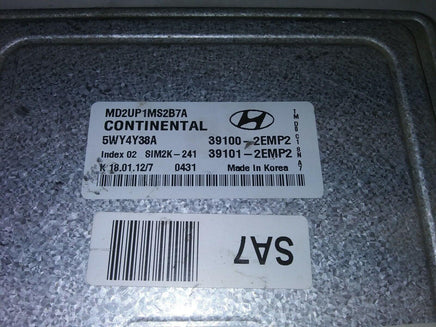 MD2UP1MS2B7A
CONTINENTAL
5WY4Y38A 39100-2EMP2
Index 02 SIM2K-241 39101-2EMP2
K 18.01.12/7 0431 Made in Korea
SA7